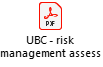 PDF
UBC - risk
management assess